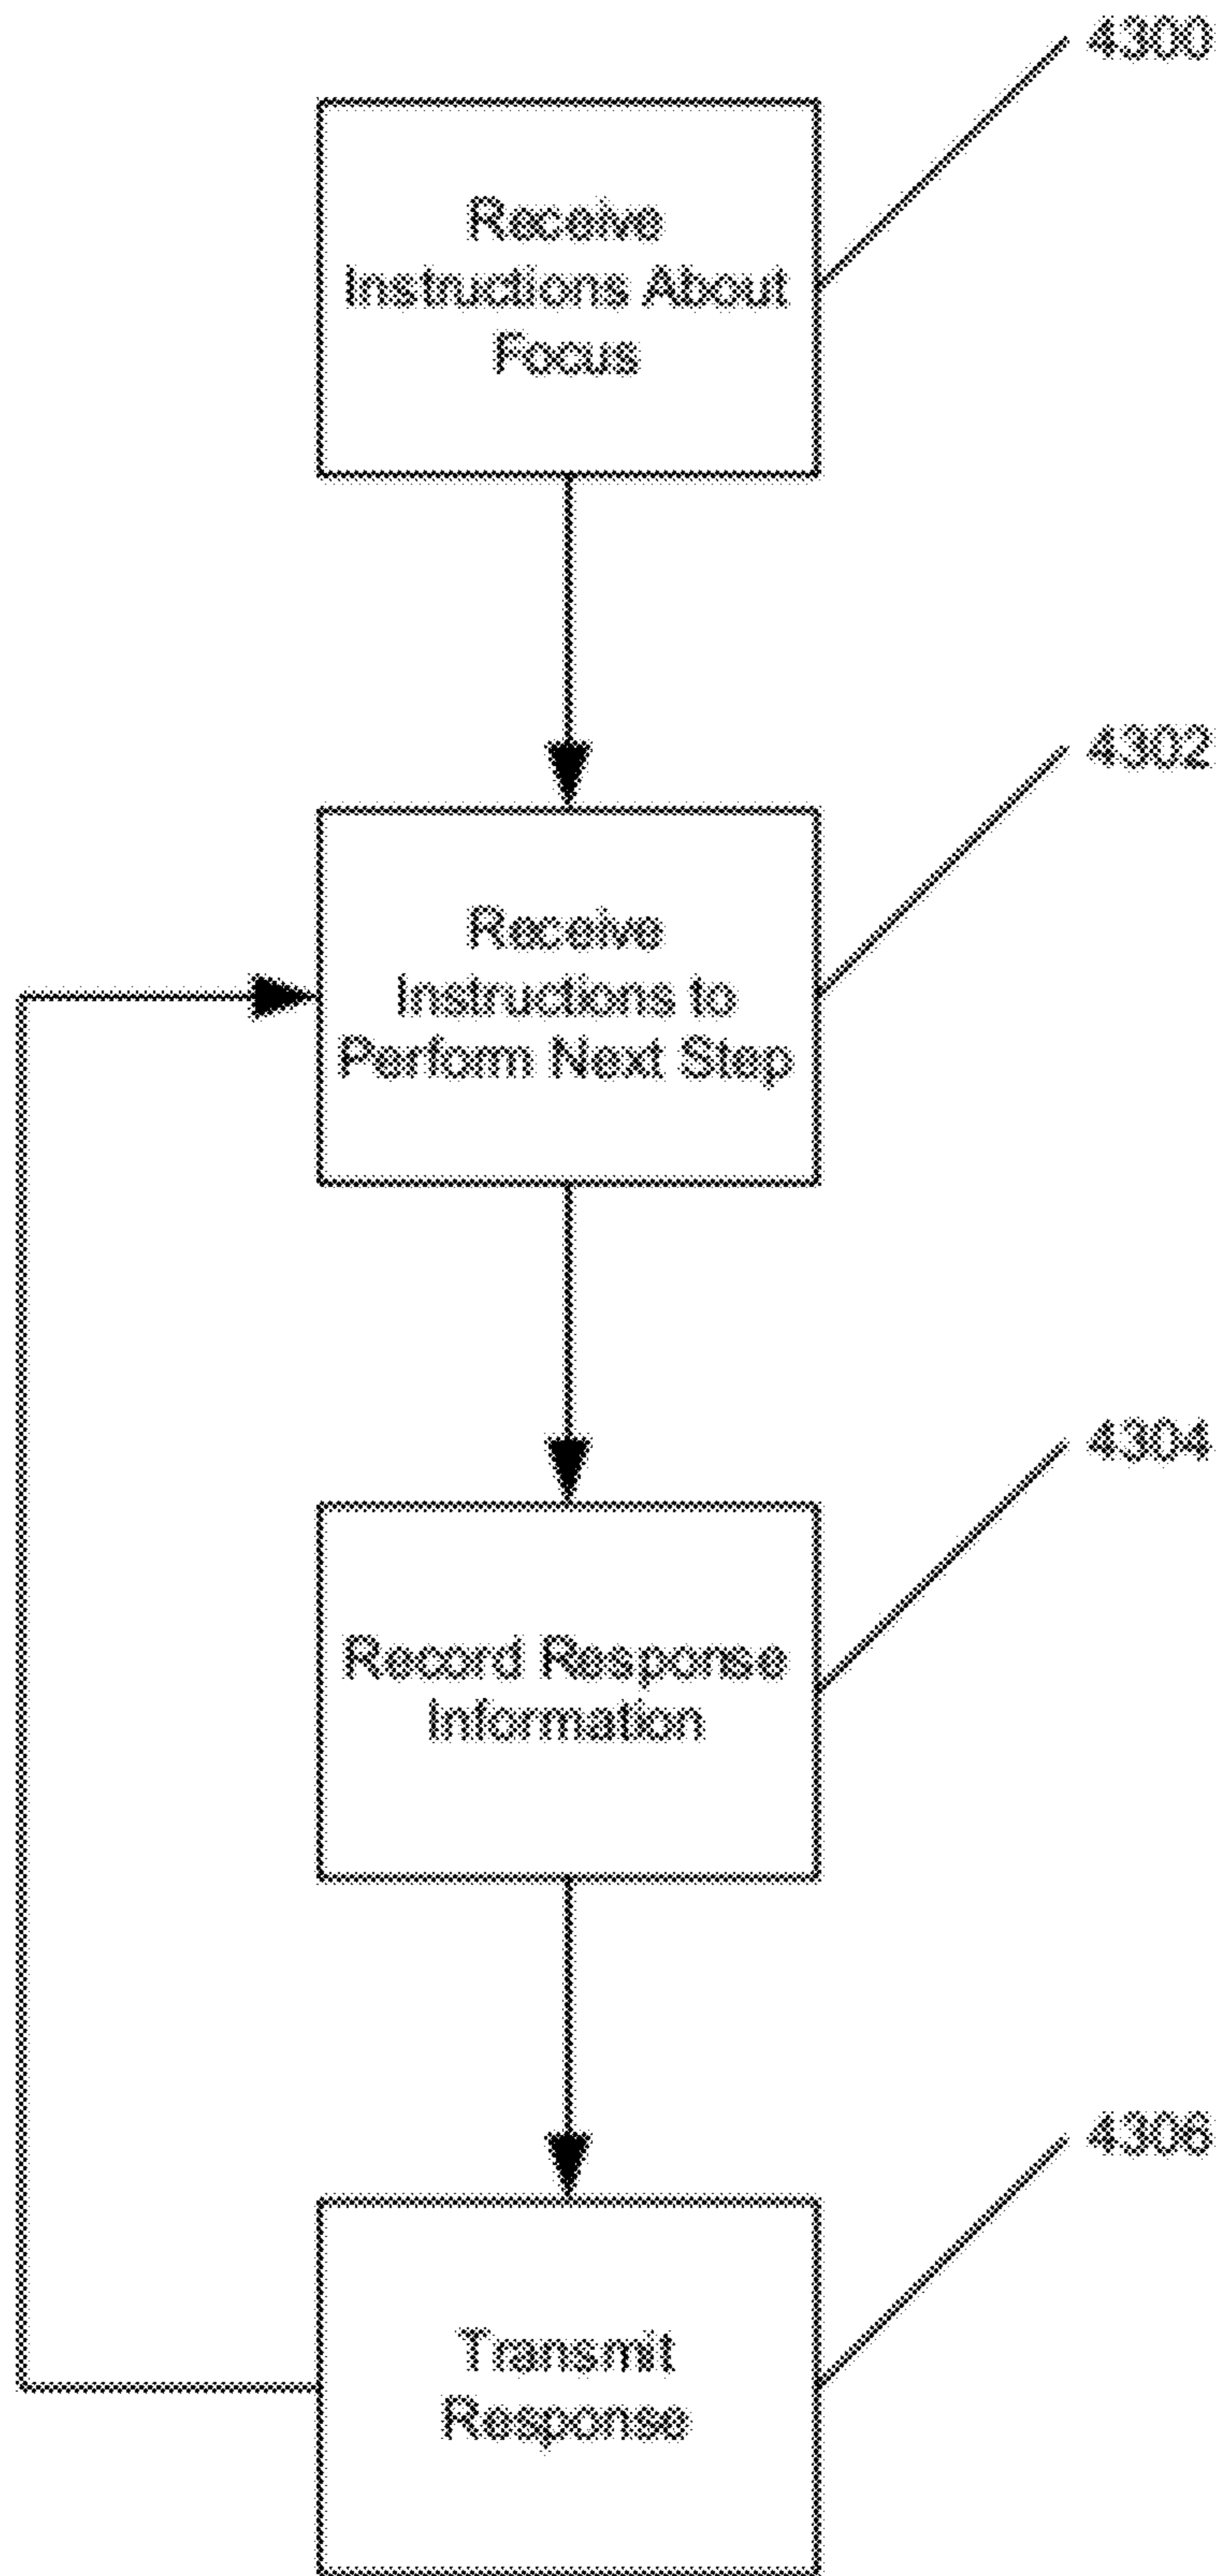 4300
Receive
Instructions About
Focus
4302
Receive
Instructions to
Perform Next Step
4304
Record Response
Information
4306
Transmit
Response